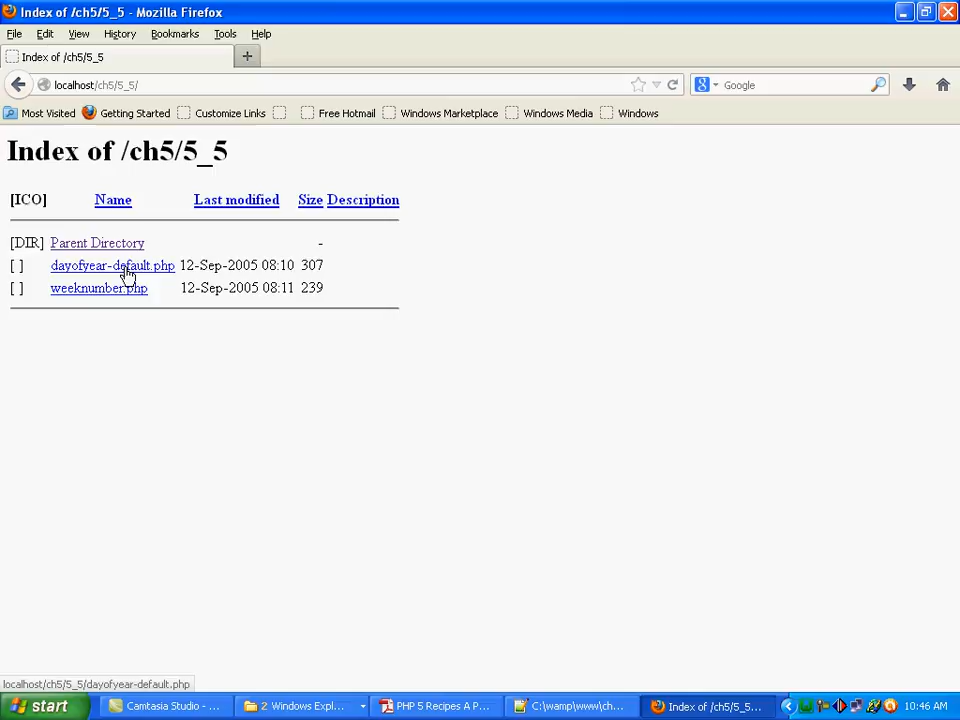 Index of /ch5/5_5 - Mozilla Firefox
File Edit View History Bookmarks Tools Help
Index of /ch5/5_5
localhost/ch5/5_5/
Google
Most Visited Getting Started Customize Links Free Hotmail Windows Marketplace Windows Media Windows
Index of /ch5/5_5
[ICO] Name Last modified Size Description
[DIR] Parent Directory -
[ ] dayofyear-default.php 12-Sep-2005 08:10 307
[ ] weeknumber.php 12-Sep-2005 08:11 239
localhost/ch5/5_5/dayofyear-default.php
start Camtasia Studio - ... 2 Windows Expl... PHP 5 Recipes A P... C:\wamp\www\ch... Index of /ch5/5_5... 10:46 AM